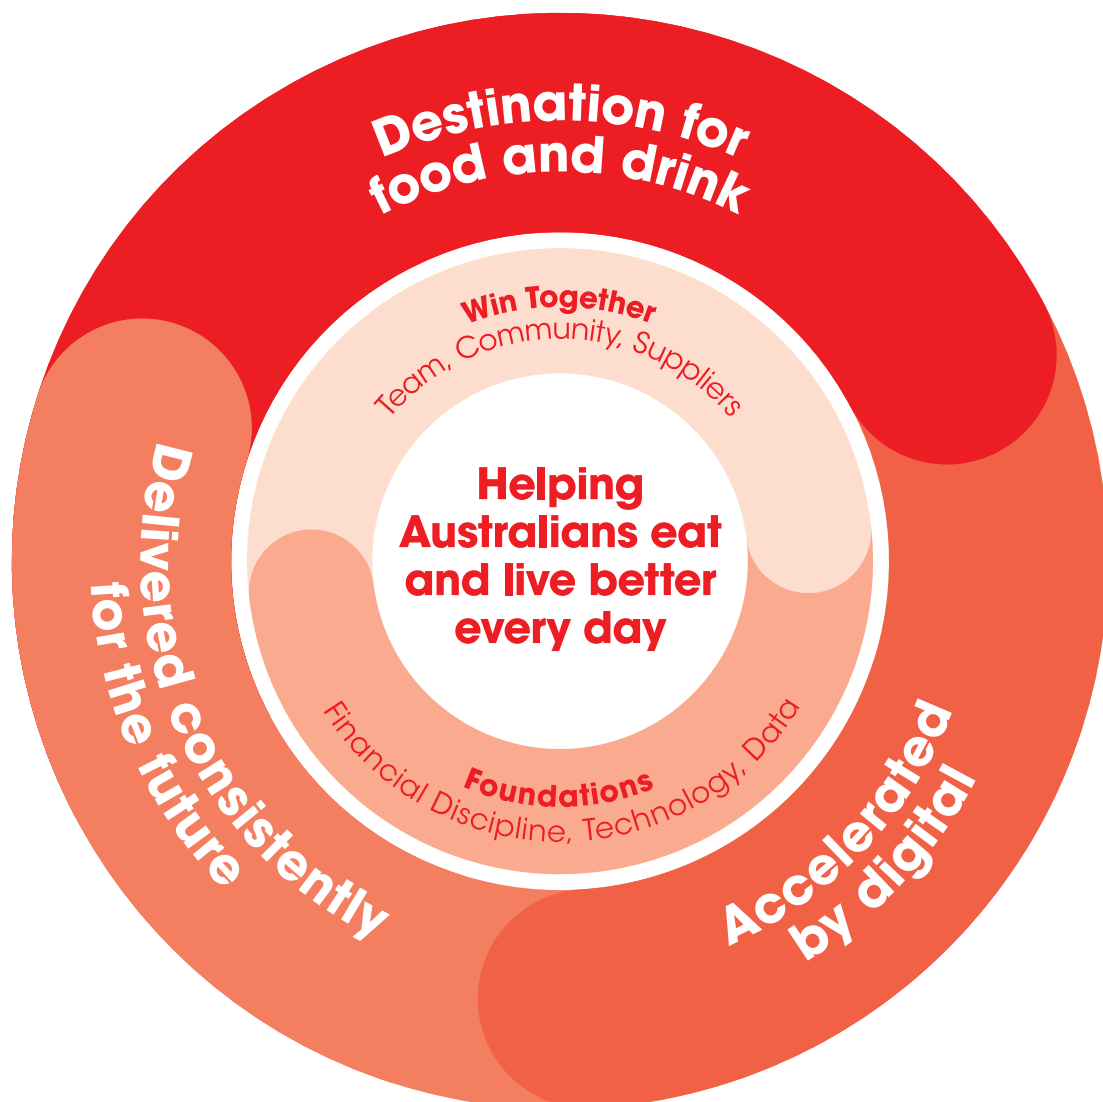 Destination for
food and drink
Win Together
Team, Community, Suppliers
Helping
Australians eat
and live better
every day
Foundations
Financial Discipline, Technology, Data
Accelerated
by digital
Delivered consistently
for the future